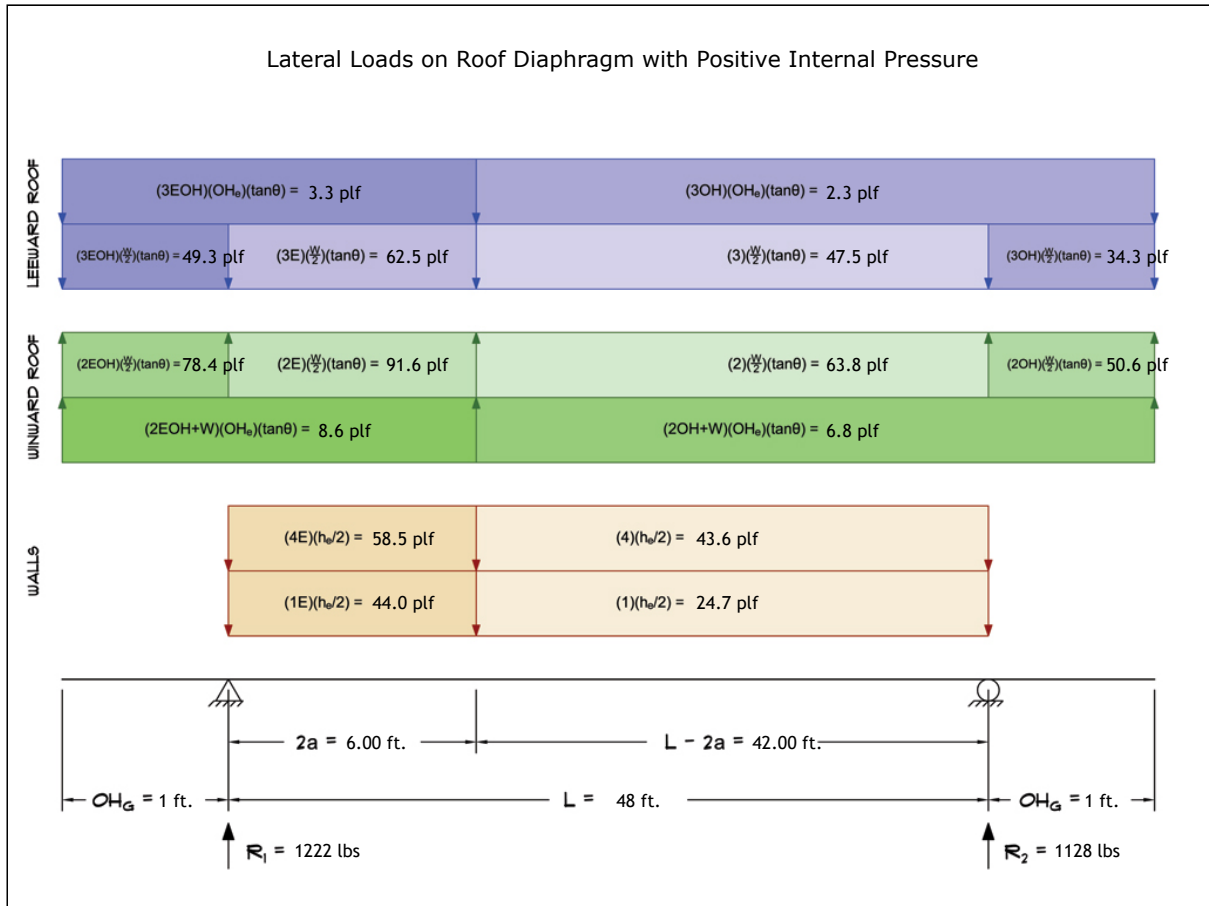 Lateral Loads on Roof Diaphragm with Positive Internal Pressure
LEEWARD ROOF
(3EOH)(OHₑ)(tanθ) = 3.3 plf
(3OH)(OHₑ)(tanθ) = 2.3 plf
(3EOH)(W/2)(tanθ) = 49.3 plf
(3E)(W/2)(tanθ) = 62.5 plf
(3)(W/2)(tanθ) = 47.5 plf
(3OH)(W/2)(tanθ) = 34.3 plf
WINWARD ROOF
(2EOH)(W/2)(tanθ) = 78.4 plf
(2E)(W/2)(tanθ) = 91.6 plf
(2)(W/2)(tanθ) = 63.8 plf
(2OH)(W/2)(tanθ) = 50.6 plf
(2EOH+W)(OHₑ)(tanθ) = 8.6 plf
(2OH+W)(OHₑ)(tanθ) = 6.8 plf
WALLS
(4E)(hₑ/2) = 58.5 plf
(4)(hₑ/2) = 43.6 plf
(1E)(hₑ/2) = 44.0 plf
(1)(hₑ/2) = 24.7 plf
2a = 6.00 ft.
L - 2a = 42.00 ft.
OH_G = 1 ft.
L = 48 ft.
OH_G = 1 ft.
R₁ = 1222 lbs
R₂ = 1128 lbs